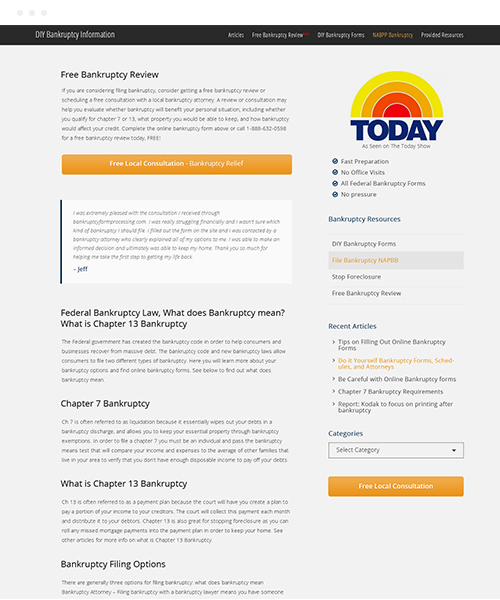 DIY Bankruptcy Information
Articles
Free Bankruptcy Review
DIY Bankruptcy Forms
NABPP Bankruptcy
Provided Resources
Free Bankruptcy Review
If you are considering filing bankruptcy, consider getting a free bankruptcy review or
scheduling a free consultation with a local bankruptcy attorney. A review or consultation may
help you evaluate whether bankruptcy will benefit your personal situation, including whether
you qualify for chapter 7 or 13, what property you would be able to keep, and how bankruptcy
would affect your credit. Complete the online bankruptcy form above or call 1-888-632-0598
for a free bankruptcy review today, FREE!
Free Local Consultation - Bankruptcy Relief
I was extremely pleased with the consultation I received through
bankruptcyformprocessing.com. I was really struggling financially and I wasn't sure which
kind of bankruptcy I should file. I filled out the form on the site and I was contacted by a
bankruptcy attorney who clearly explained all of my options to me. I was able to make an
informed decision and ultimately was able to keep my home. Thank you so much for
helping me take the first step to getting my life back.
– Jeff
Federal Bankruptcy Law, What does Bankruptcy mean?
What is Chapter 13 Bankruptcy
The Federal government has created the bankruptcy code in order to help consumers and
businesses recover from massive debt. The bankruptcy code and new bankruptcy laws allow
consumers to file two different types of bankruptcy. Here you will learn more about your
bankruptcy options and find online bankruptcy forms. See below to find out what does
bankruptcy mean.
Chapter 7 Bankruptcy
Ch 7 is often referred to as liquidation because it essentially wipes out your debts in a
bankruptcy discharge, and allows you to keep your essential property through bankruptcy
exemptions. In order to file a chapter 7 you must be an individual and pass the bankruptcy
means test that will compare your income and expenses to the average of other families that
live in your area to verify that you don't have enough disposable income to pay off your debts.
What is Chapter 13 Bankruptcy
Ch 13 is often referred to as a payment plan because the court will have you create a plan to
pay a portion of your income to your creditors. The court will collect this payment each month
and distribute it to your debtors. Chapter 13 is also great for stopping foreclosure as you can
roll any missed mortgage payments into the payment plan in order to keep your home. See
other articles for more info on what is Chapter 13 Bankruptcy.
Bankruptcy Filing Options
There are generally three options for filing bankruptcy: what does bankruptcy mean
Bankruptcy Attorney – Filing bankruptcy with a bankruptcy lawyer means you have someone
TODAY
As Seen on The Today Show
Fast Preparation
No Office Visits
All Federal Bankruptcy Forms
No pressure
Bankruptcy Resources
DIY Bankruptcy Forms
File Bankruptcy NAPBB
Stop Foreclosure
Free Bankruptcy Review
Recent Articles
Tips on Filling Out Online Bankruptcy
Forms
Do it Yourself Bankruptcy Forms, Sched-
ules, and Attorneys
Be Careful with Online Bankruptcy forms
Chapter 7 Bankruptcy Requirements
Report: Kodak to focus on printing after
bankruptcy
Categories
Select Category
Free Local Consultation